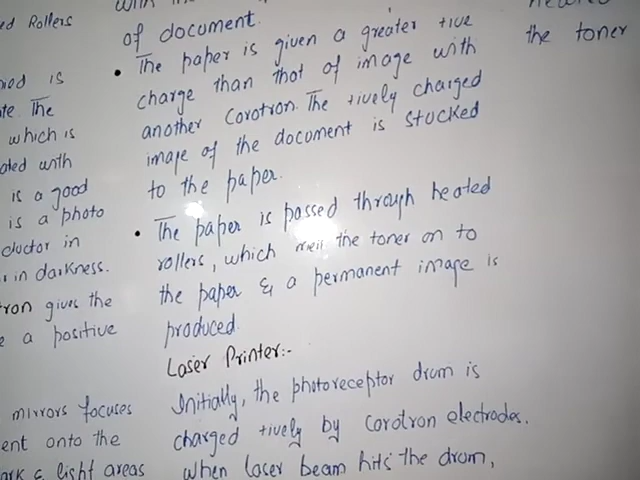 ed Rollers
is
te. The
which is
ated with
is a good
is a photo
ductor in
in darkness.
ron gives the
e a positive
mirrors focuses
ent onto the
ark & light areas
of document.
• The paper is given a greater +ive
charge than that of image with
another Corotron. The +ively charged
image of the document is stucked
to the paper.
• The paper is passed through heated
rollers, which melt the toner on to
the paper & a permanent image is
produced.
Laser Printer:-
Initially, the photoreceptor drum is
charged +ively by Corotron electrodes.
when laser beam hits the drum,
the toner